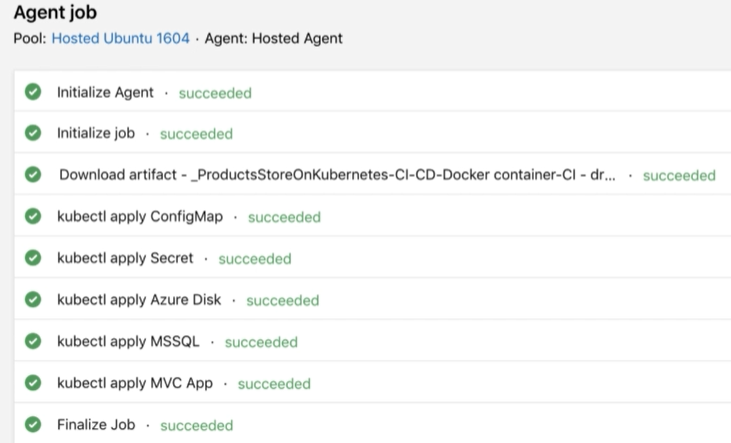 Agent job
Pool: Hosted Ubuntu 1604 · Agent: Hosted Agent
Initialize Agent · succeeded
Initialize job · succeeded
Download artifact - _ProductsStoreOnKubernetes-CI-CD-Docker container-CI - dr... · succeeded
kubectl apply ConfigMap · succeeded
kubectl apply Secret · succeeded
kubectl apply Azure Disk · succeeded
kubectl apply MSSQL · succeeded
kubectl apply MVC App · succeeded
Finalize Job · succeeded